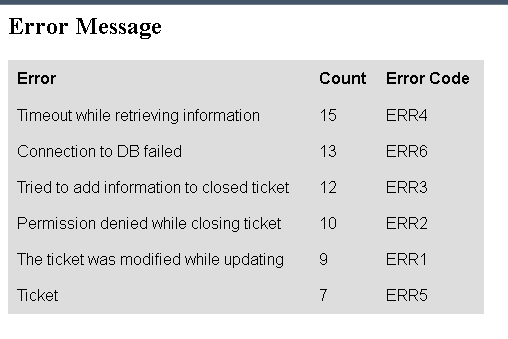 Error Message
Error Count Error Code
Timeout while retrieving information 15 ERR4
Connection to DB failed 13 ERR6
Tried to add information to closed ticket 12 ERR3
Permission denied while closing ticket 10 ERR2
The ticket was modified while updating 9 ERR1
Ticket 7 ERR5